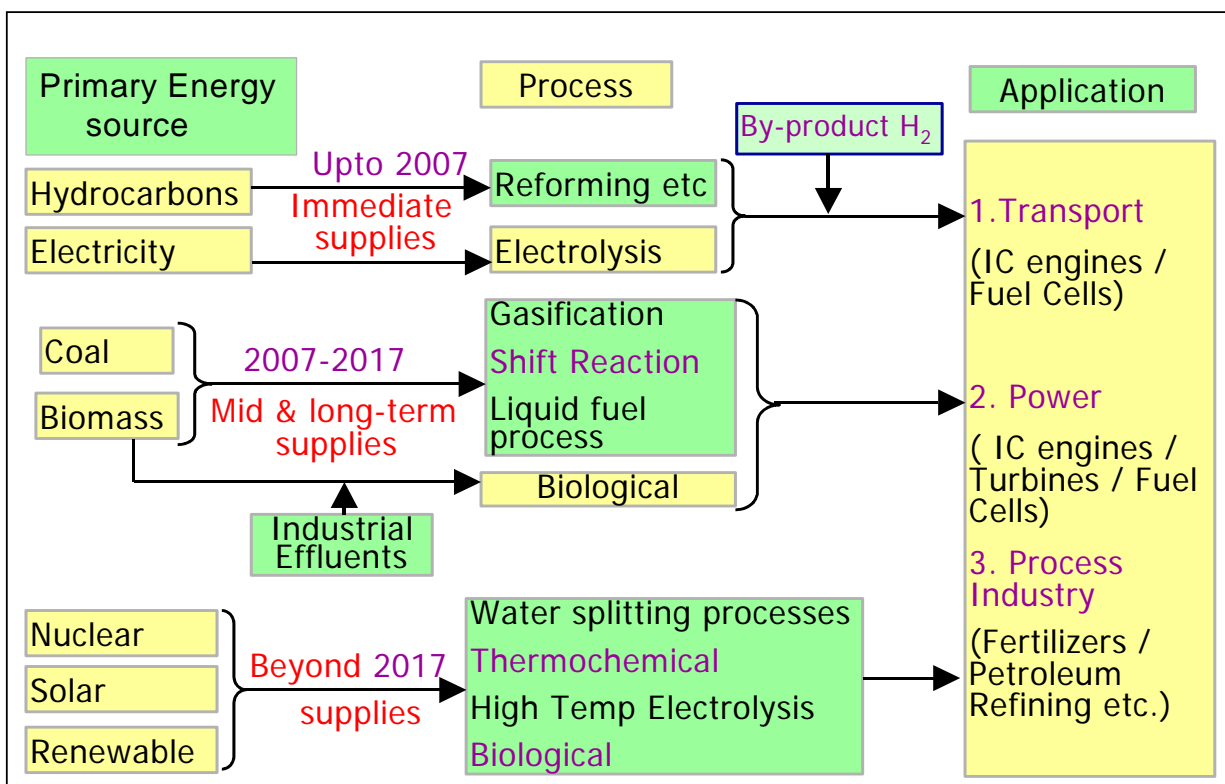 Primary Energy
source
Process
Application
By-product H₂
Upto 2007
Hydrocarbons
Reforming etc
Immediate
supplies
Electricity
Electrolysis
1.Transport
(IC engines /
Fuel Cells)
Coal
Biomass
2007-2017
Mid & long-term
supplies
Gasification
Shift Reaction
Liquid fuel
process
Biological
Industrial
Effluents
2. Power
( IC engines /
Turbines / Fuel
Cells)
3. Process
Industry
(Fertilizers /
Petroleum
Refining etc.)
Nuclear
Solar
Renewable
Beyond 2017
supplies
Water splitting processes
Thermochemical
High Temp Electrolysis
Biological